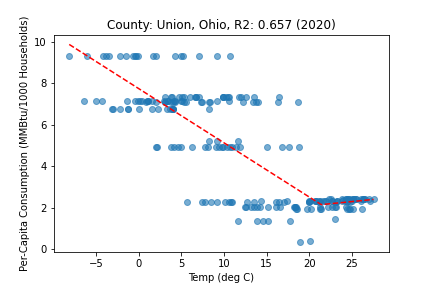 County: Union, Ohio, R2: 0.657 (2020)
Per-Capita Consumption (MMBtu/1000 Households)
10
8
6
4
2
0
−5 0 5 10 15 20 25
Temp (deg C)